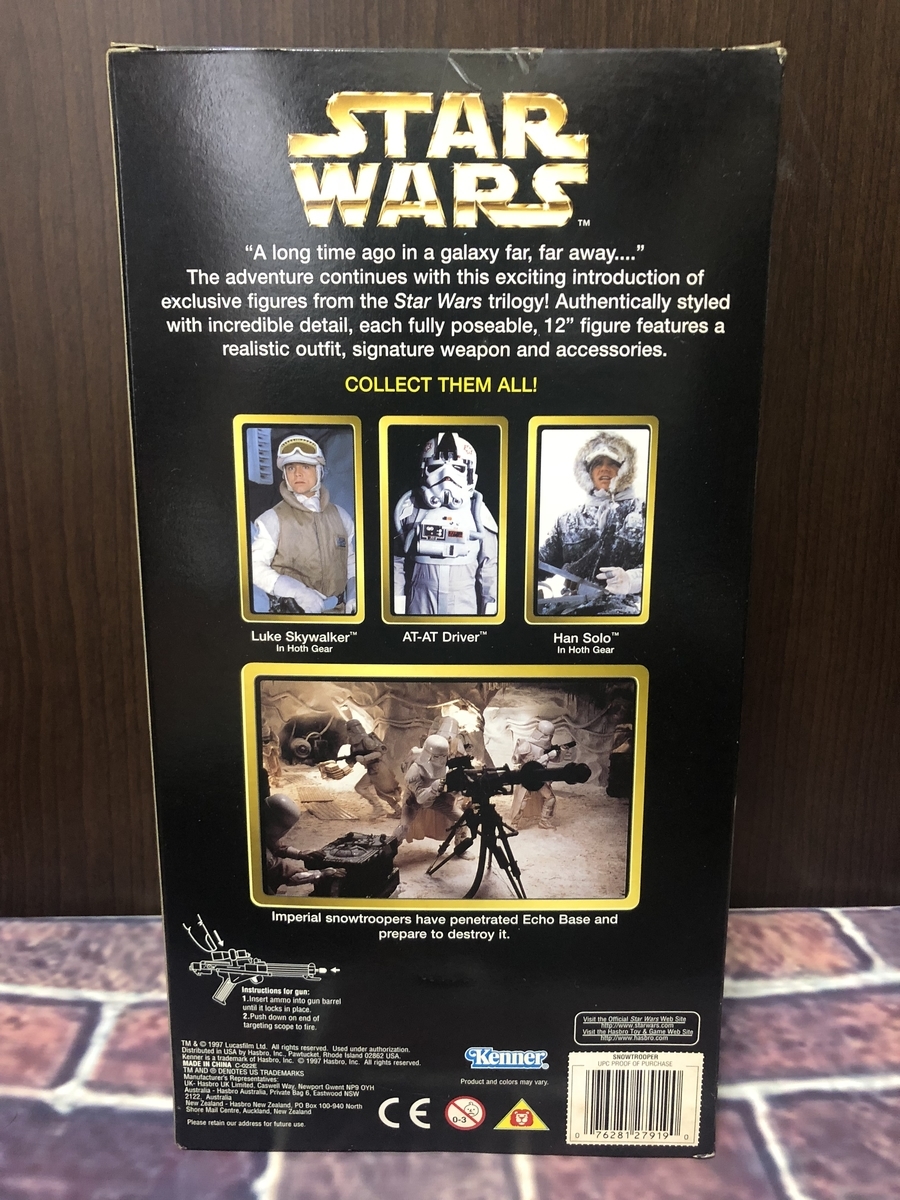 STAR
WARS™
“A long time ago in a galaxy far, far away....”
The adventure continues with this exciting introduction of
exclusive figures from the Star Wars trilogy! Authentically styled
with incredible detail, each fully poseable, 12” figure features a
realistic outfit, signature weapon and accessories.
COLLECT THEM ALL!
Luke Skywalker™
In Hoth Gear
AT-AT Driver™
Han Solo™
In Hoth Gear
Imperial snowtroopers have penetrated Echo Base and
prepare to destroy it.
Instructions for gun:
1.Insert ammo into gun barrel
until it locks in place.
2.Push down on end of
targeting scope to fire.
TM & © 1997 Lucasfilm Ltd. All rights reserved. Used under authorization.
Distributed in USA by Hasbro, Inc., Pawtucket, Rhode Island 02862 USA.
Kenner is a trademark of Hasbro, Inc. © 1997 Hasbro, Inc. All rights reserved.
MADE IN CHINA C-022E
TM AND ® DENOTES US TRADEMARKS
Manufacturer's Representatives:
UK- Hasbro UK Limited, Caswell Way, Newport Gwent NP9 0YH
Australia - Hasbro Australia, Private Bag 6, Eastwood NSW
2122, Australia
New Zealand - Hasbro New Zealand, PO Box 100-940 North
Shore Mail Centre, Auckland, New Zealand
Please retain our address for future use.
Kenner
Product and colors may vary.
CE
0-3
Visit the Official Star Wars Web Site
http://www.starwars.com
Visit the Hasbro Toy & Game Web Site
http://www.hasbro.com
SNOWTROOPER
UPC PROOF OF PURCHASE
0 76281 27919 0